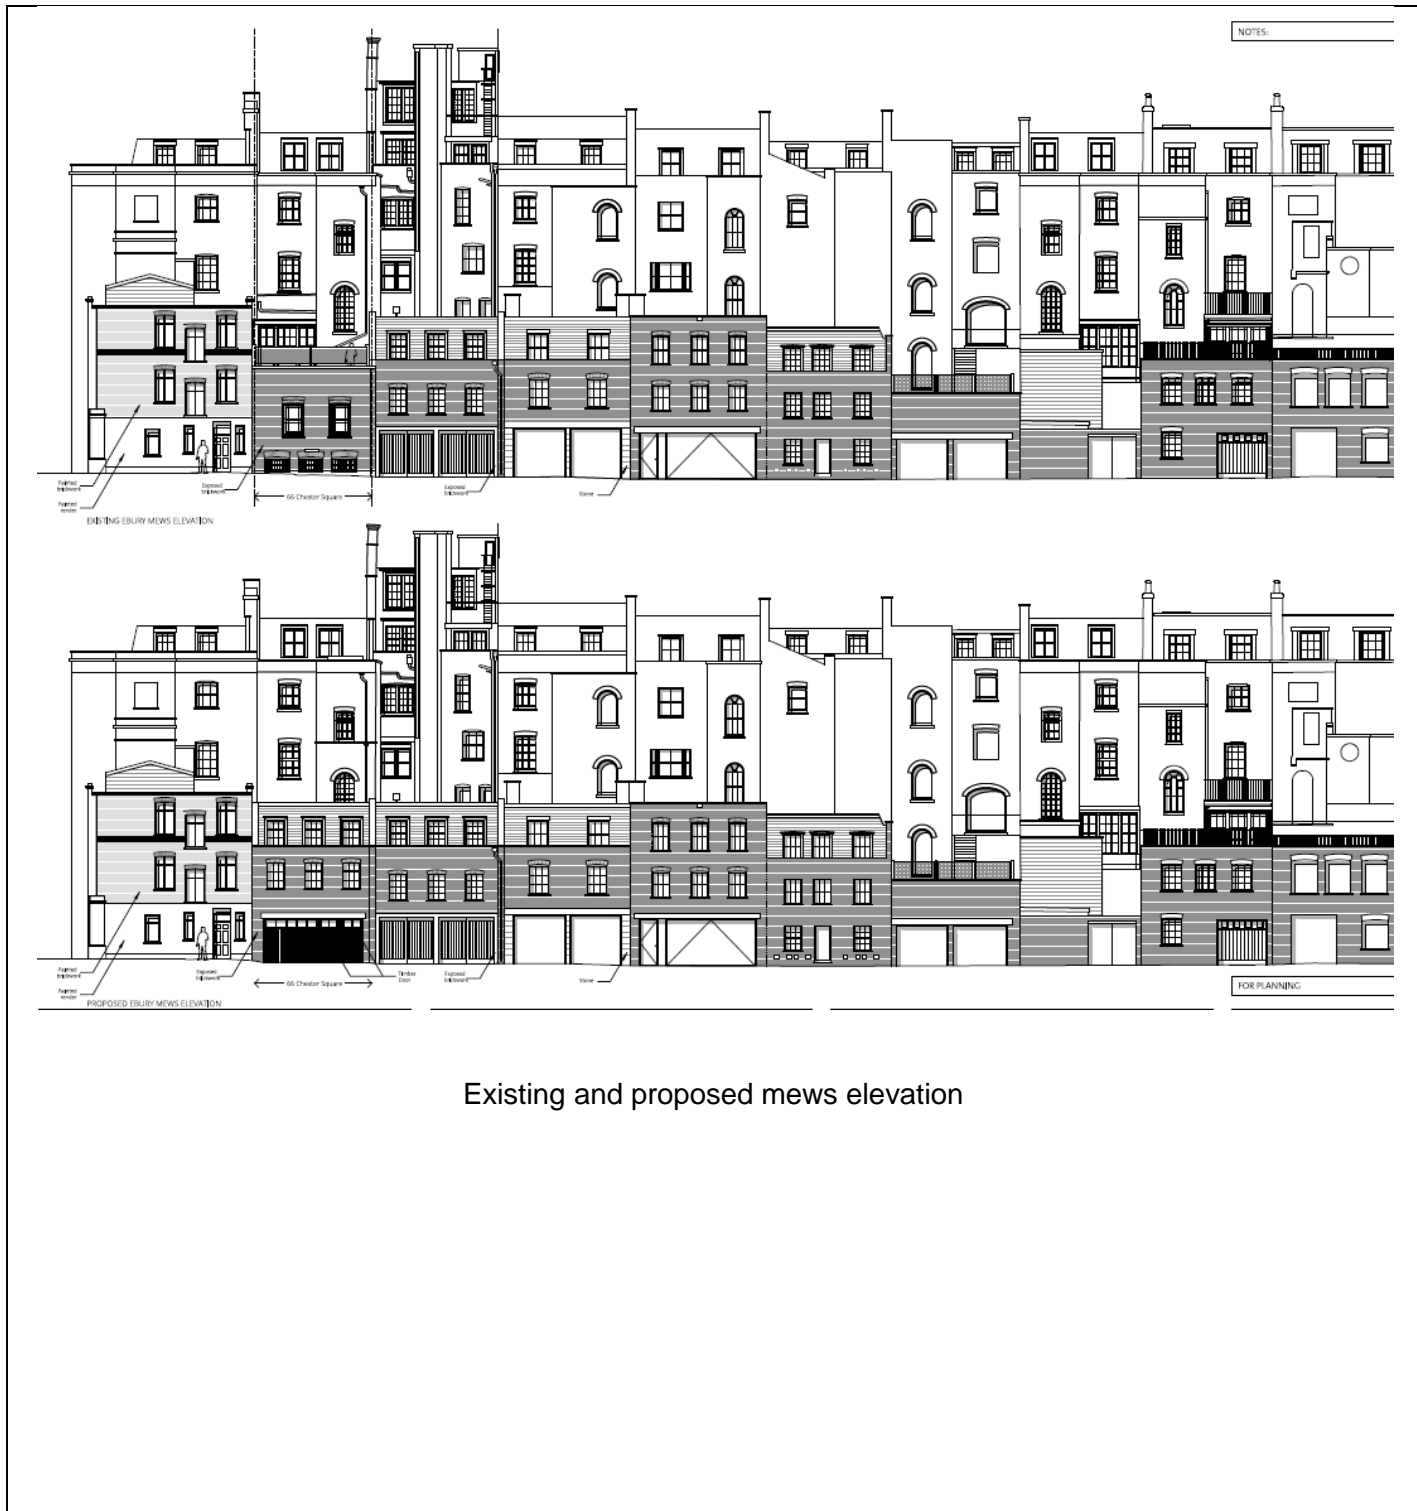 NOTES:
Painted
brickwork
Painted
render
Exposed
brickwork
66 Chester Square
Exposed
brickwork
Stone
EXISTING EBURY MEWS ELEVATION
Painted
brickwork
Painted
render
Exposed
brickwork
66 Chester Square
Timber
Door
Exposed
brickwork
Stone
PROPOSED EBURY MEWS ELEVATION
FOR PLANNING
Existing and proposed mews elevation